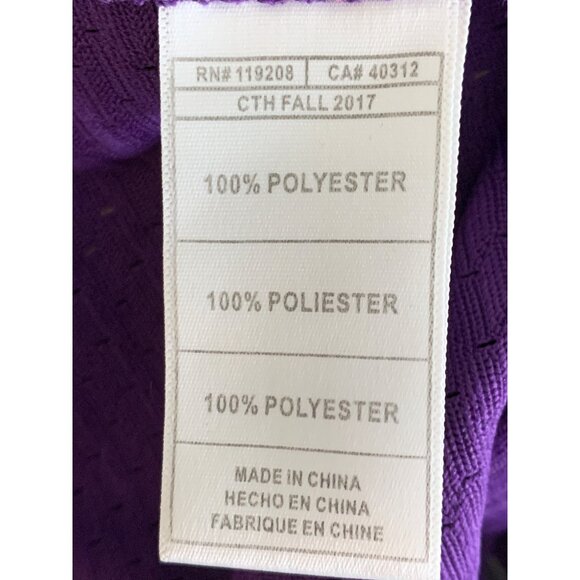 RN# 119208 CA# 40312
CTH FALL 2017
100% POLYESTER
100% POLIESTER
100% POLYESTER
MADE IN CHINA
HECHO EN CHINA
FABRIQUE EN CHINE